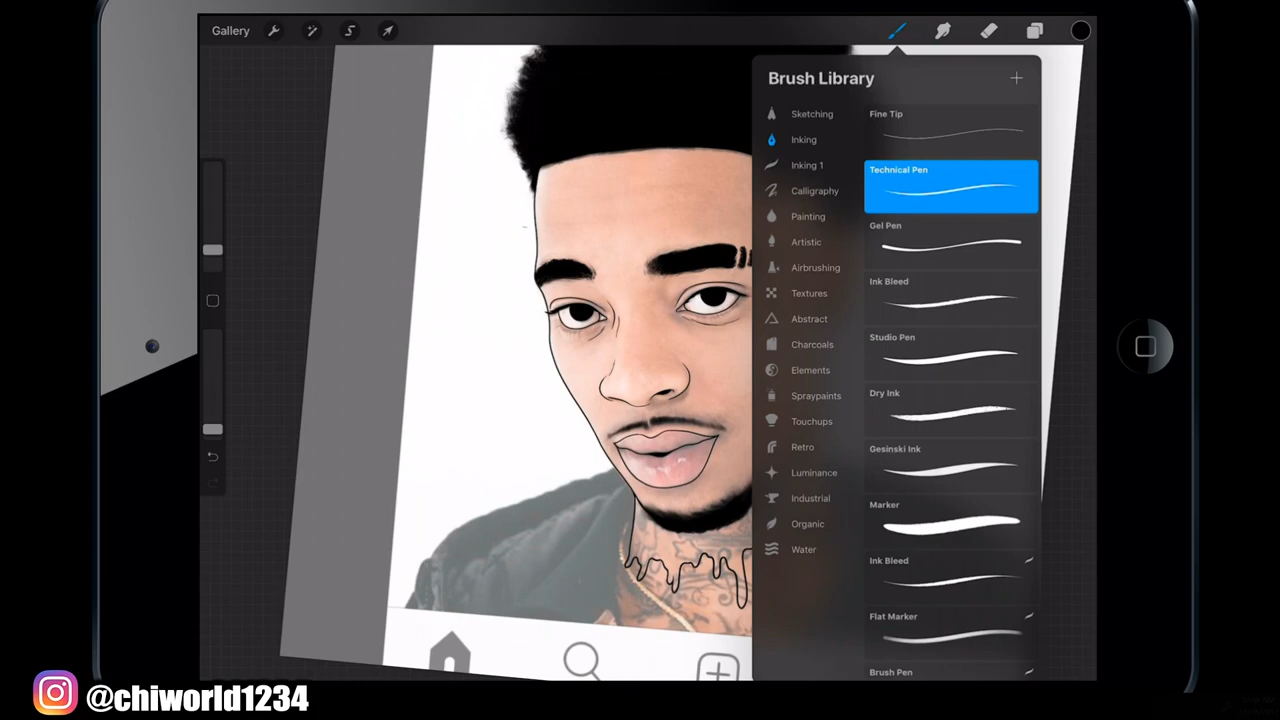 Gallery
Brush Library
Sketching
Inking
Inking 1
Calligraphy
Painting
Artistic
Airbrushing
Textures
Abstract
Charcoals
Elements
Spraypaints
Touchups
Retro
Luminance
Industrial
Organic
Water
Fine Tip
Technical Pen
Gel Pen
Ink Bleed
Studio Pen
Dry Ink
Gesinski Ink
Marker
Ink Bleed
Flat Marker
Brush Pen
@chiworld1234